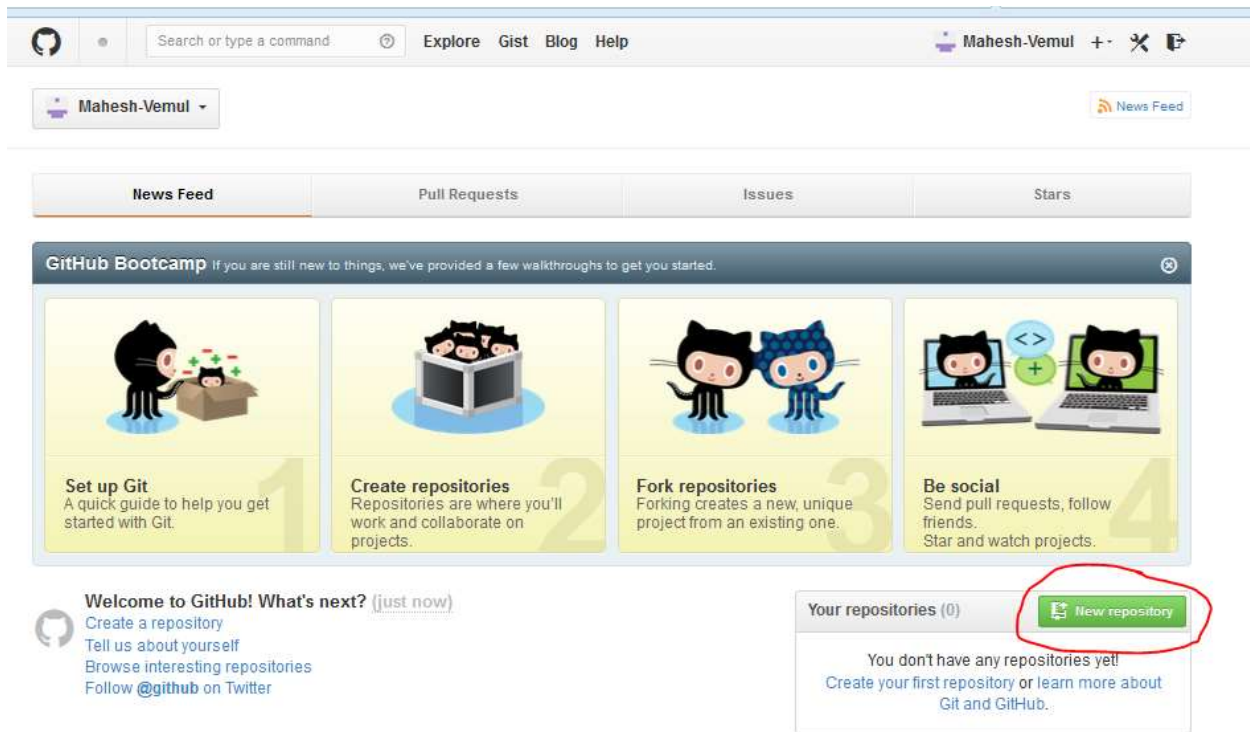 Search or type a command
Explore Gist Blog Help
Mahesh-Vemul
Mahesh-Vemul
News Feed
News Feed
Pull Requests
Issues
Stars
GitHub Bootcamp If you are still new to things, we've provided a few walkthroughs to get you started.
1
Set up Git
A quick guide to help you get
started with Git.
2
Create repositories
Repositories are where you'll
work and collaborate on
projects.
3
Fork repositories
Forking creates a new, unique
project from an existing one.
4
Be social
Send pull requests, follow
friends.
Star and watch projects.
Welcome to GitHub! What's next? (just now)
Create a repository
Tell us about yourself
Browse interesting repositories
Follow @github on Twitter
Your repositories (0)
New repository
You don't have any repositories yet!
Create your first repository or learn more about
Git and GitHub.